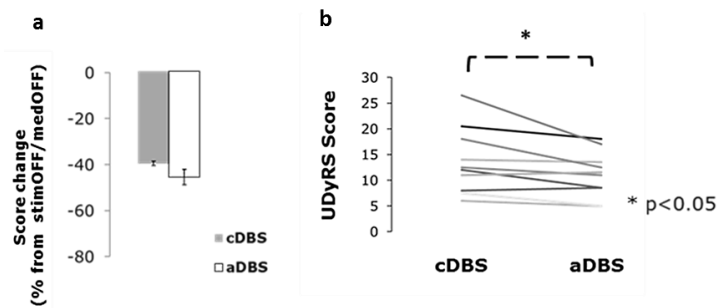 a
Score change
(% from stimOFF/medOFF)
0
-20
-40
-60
-80
cDBS
aDBS
b
*
UDyRS Score
30
25
20
15
10
5
0
cDBS
aDBS
* p<0.05